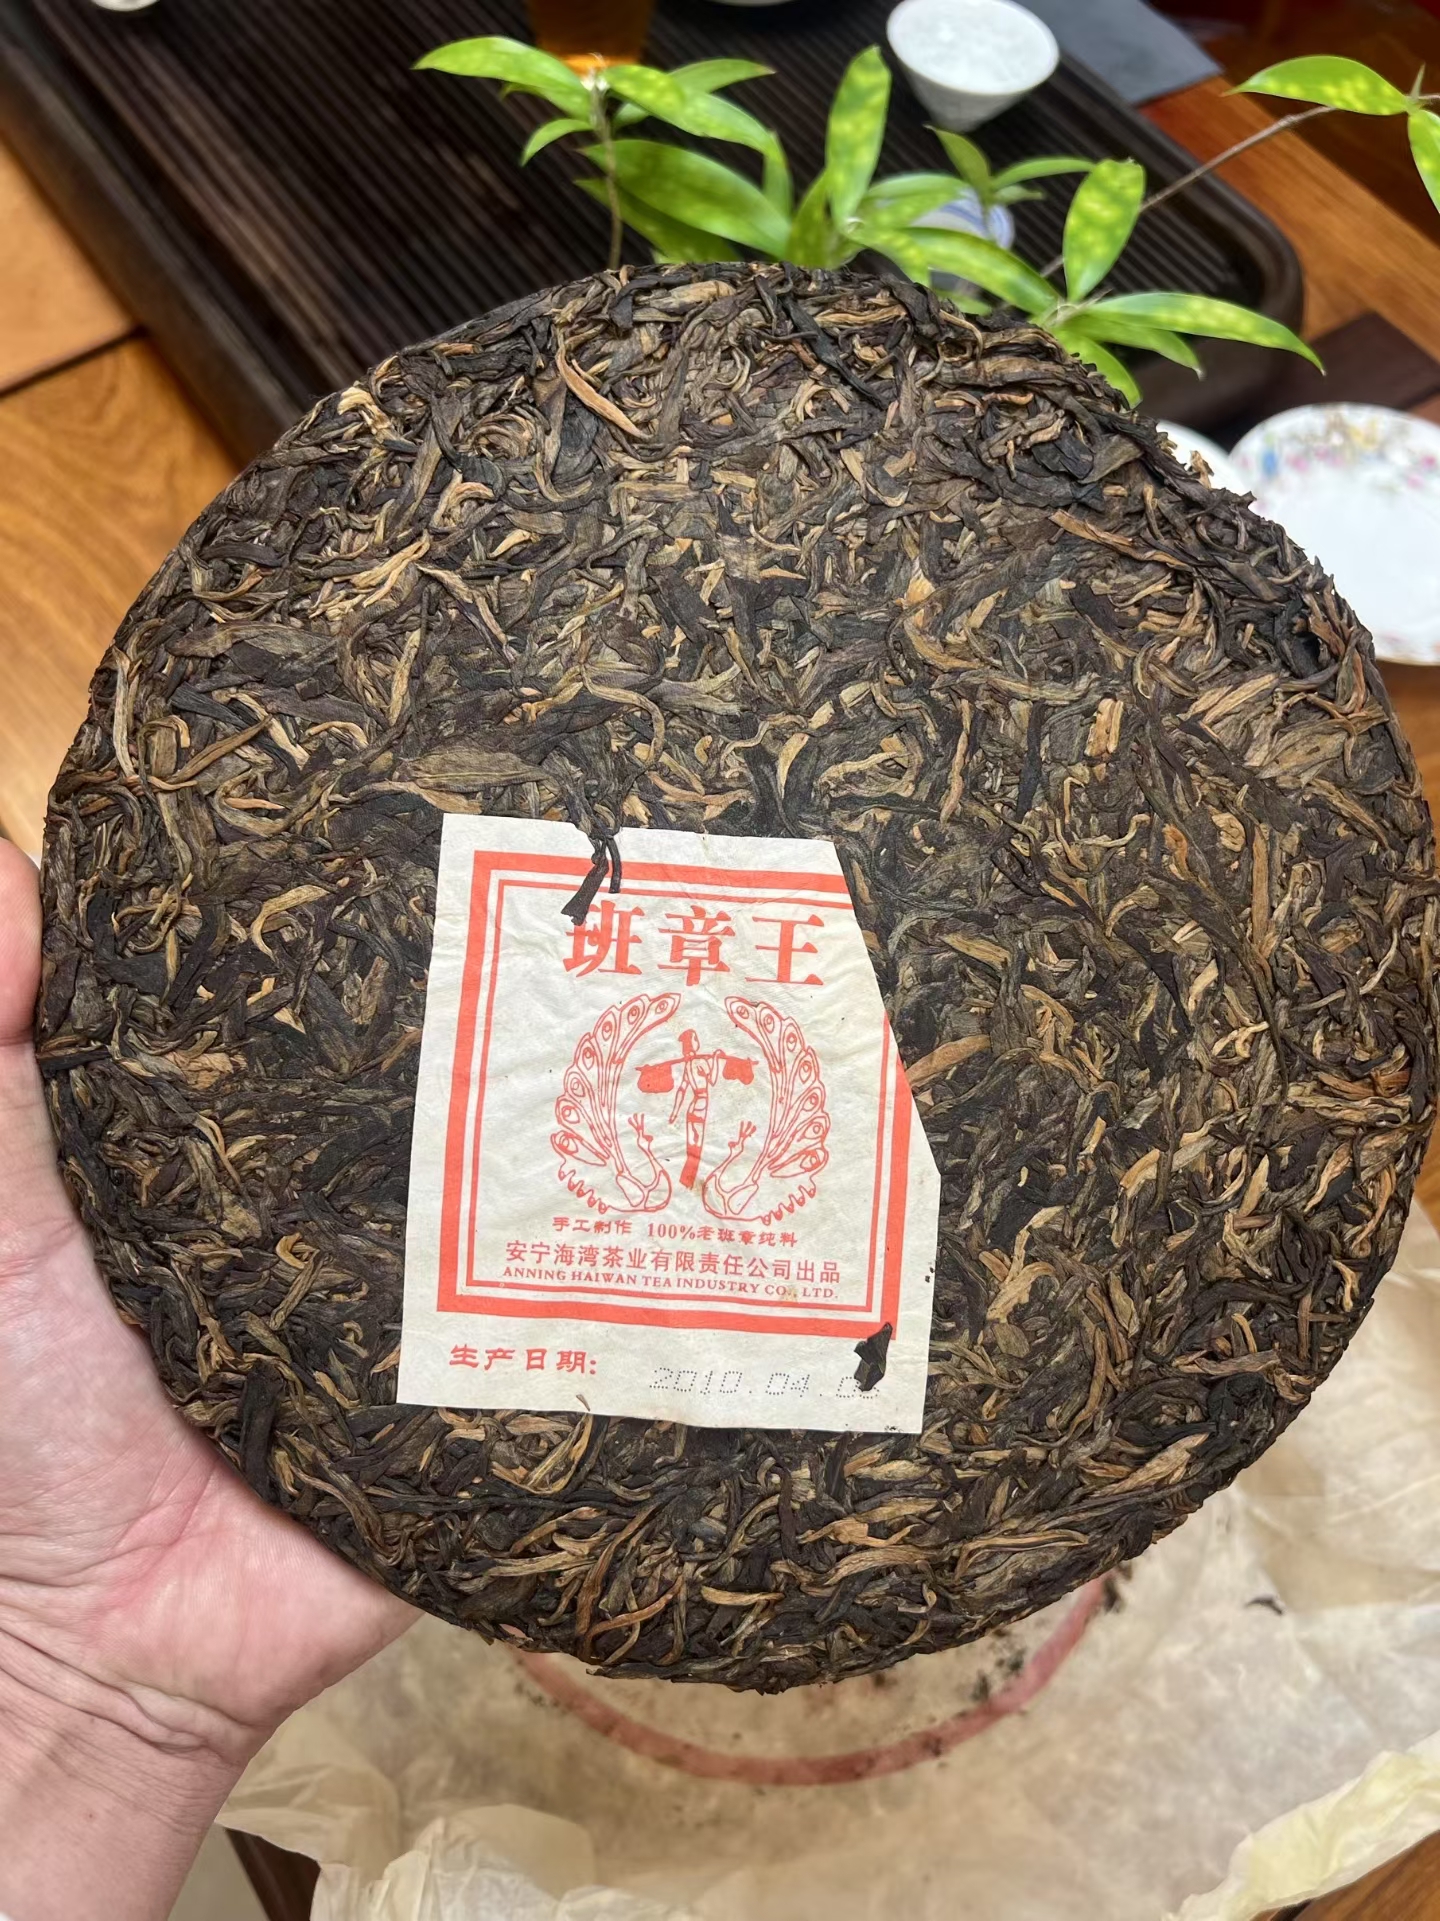 班章王
手工制作 100%老班章纯料
安宁海湾茶业有限责任公司出品
ANNING HAIWAN TEA INDUSTRY CO., LTD.
生产日期:
2010.04.03